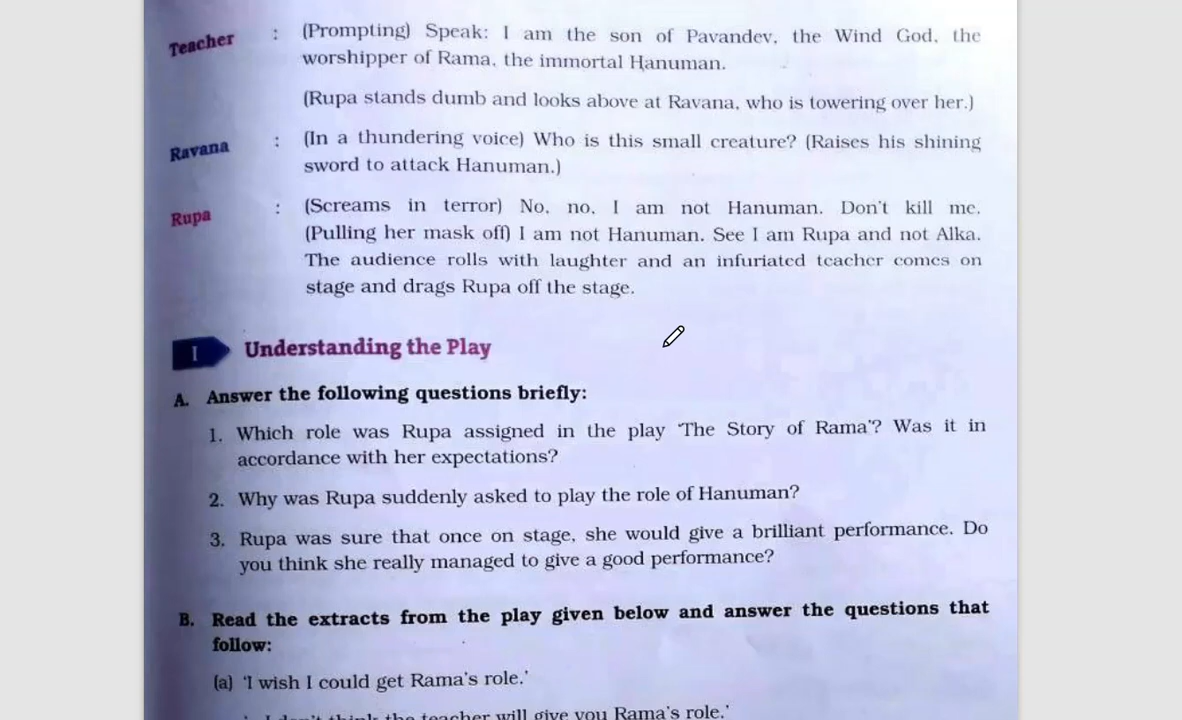 Teacher : (Prompting) Speak: I am the son of Pavandev, the Wind God, the
worshipper of Rama, the immortal Hanuman.
(Rupa stands dumb and looks above at Ravana, who is towering over her.)
Ravana : (In a thundering voice) Who is this small creature? (Raises his shining
sword to attack Hanuman.)
Rupa : (Screams in terror) No, no, I am not Hanuman. Don't kill me.
(Pulling her mask off) I am not Hanuman. See I am Rupa and not Alka.
The audience rolls with laughter and an infuriated teacher comes on
stage and drags Rupa off the stage.
I Understanding the Play
A. Answer the following questions briefly:
1. Which role was Rupa assigned in the play 'The Story of Rama'? Was it in
accordance with her expectations?
2. Why was Rupa suddenly asked to play the role of Hanuman?
3. Rupa was sure that once on stage, she would give a brilliant performance. Do
you think she really managed to give a good performance?
B. Read the extracts from the play given below and answer the questions that
follow:
(a) 'I wish I could get Rama's role.'
' I don't think the teacher will give you Rama's role.'